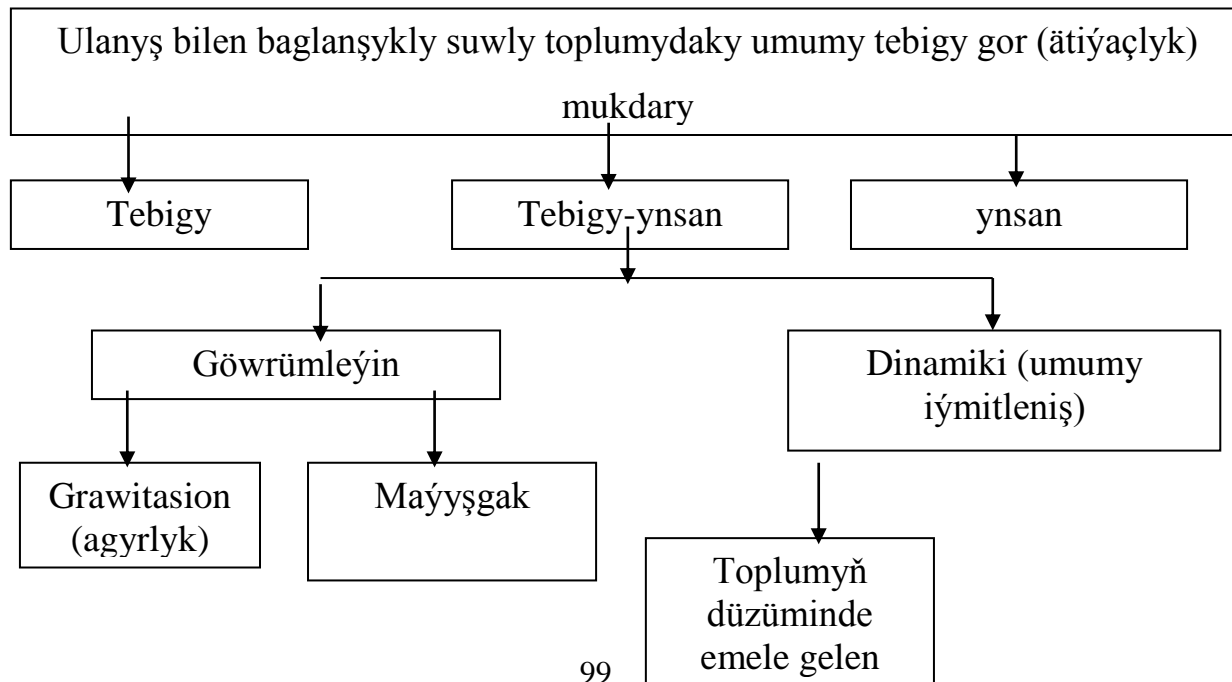 Ulanyş bilen baglanşykly suwly toplumydaky umumy tebigy gor (ätiýaçlyk)
mukdary
Tebigy
Tebigy-ynsan
ynsan
Göwrümleýin
Dinamiki (umumy
iýmitleniş)
Grawitasion
(agyrlyk)
Maýyşgak
Toplumyň
düzüminde
emele gelen
99